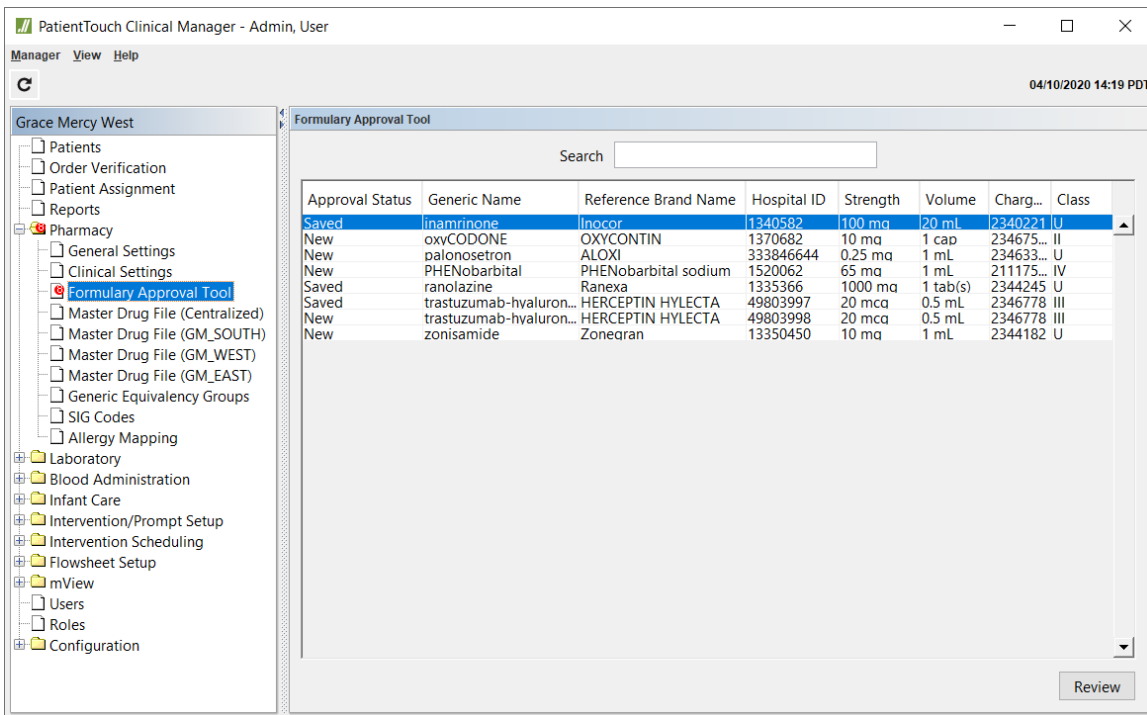 PatientTouch Clinical Manager - Admin, User
Manager View Help
04/10/2020 14:19 PDT
Grace Mercy West
Patients
Order Verification
Patient Assignment
Reports
Pharmacy
General Settings
Clinical Settings
Formulary Approval Tool
Master Drug File (Centralized)
Master Drug File (GM_SOUTH)
Master Drug File (GM_WEST)
Master Drug File (GM_EAST)
Generic Equivalency Groups
SIG Codes
Allergy Mapping
Laboratory
Blood Administration
Infant Care
Intervention/Prompt Setup
Intervention Scheduling
Flowsheet Setup
mView
Users
Roles
Configuration
Formulary Approval Tool
Search
Approval Status Generic Name Reference Brand Name Hospital ID Strength Volume Charg... Class
Saved inamrinone Inocor 1340582 100 mg 20 mL 2340221 U
New oxyCODONE OXYCONTIN 1370682 10 mg 1 cap 234675... II
New palonosetron ALOXI 333846644 0.25 mg 1 mL 234633... U
New PHENobarbital PHENobarbital sodium 1520062 65 mg 1 mL 211175... IV
Saved ranolazine Ranexa 1335366 1000 mg 1 tab(s) 2344245 U
Saved trastuzumab-hyaluron... HERCEPTIN HYLECTA 49803997 20 mcg 0.5 mL 2346778 III
New trastuzumab-hyaluron... HERCEPTIN HYLECTA 49803998 20 mcg 0.5 mL 2346778 III
New zonisamide Zonegran 13350450 10 mg 1 mL 2344182 U
Review